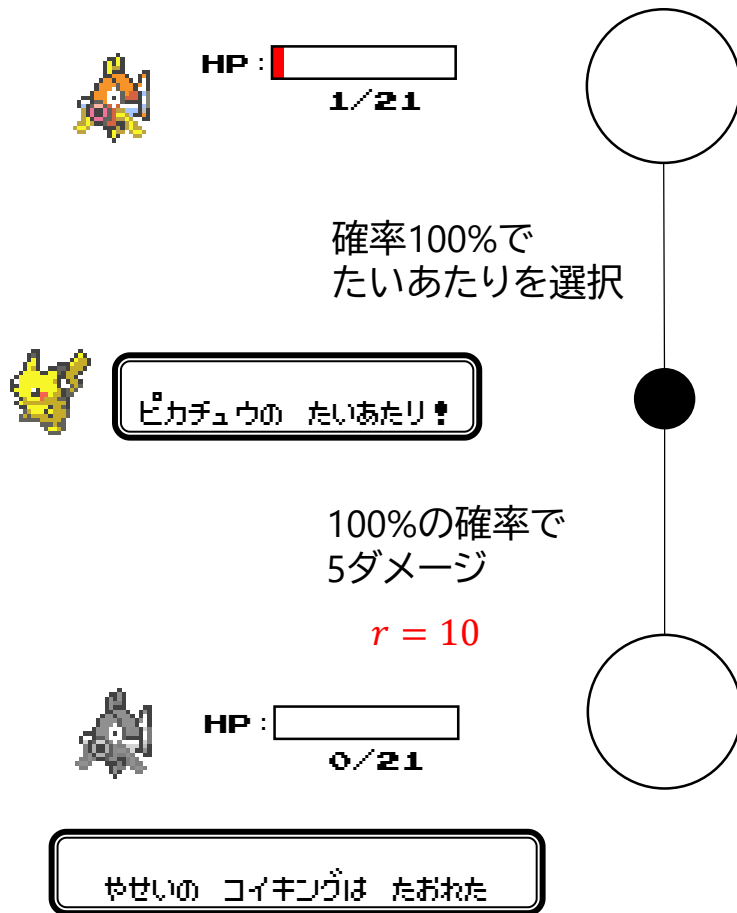 HP :
1/21
確率100%で
たいあたりを選択
ピカチュウの たいあたり!
100%の確率で
5ダメージ
r = 10
HP :
0/21
やせいの コイキングは たおれた